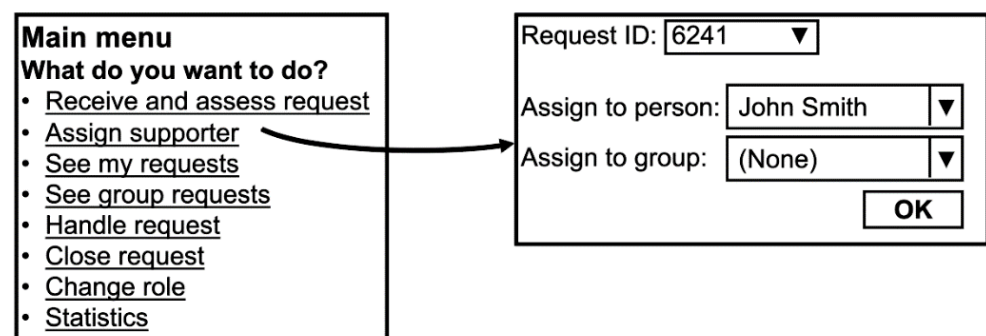 Main menu
What do you want to do?
• Receive and assess request
• Assign supporter
• See my requests
• See group requests
• Handle request
• Close request
• Change role
• Statistics
Request ID: 6241 ▼
Assign to person: John Smith ▼
Assign to group: (None) ▼
OK